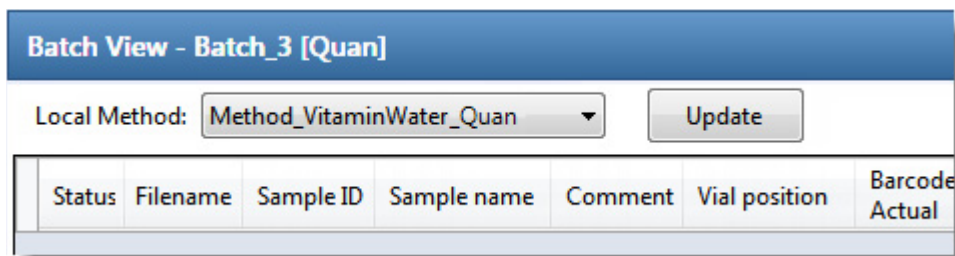 Batch View - Batch_3 [Quan]
Local Method: Method_VitaminWater_Quan Update
Status Filename Sample ID Sample name Comment Vial position Barcode Actual